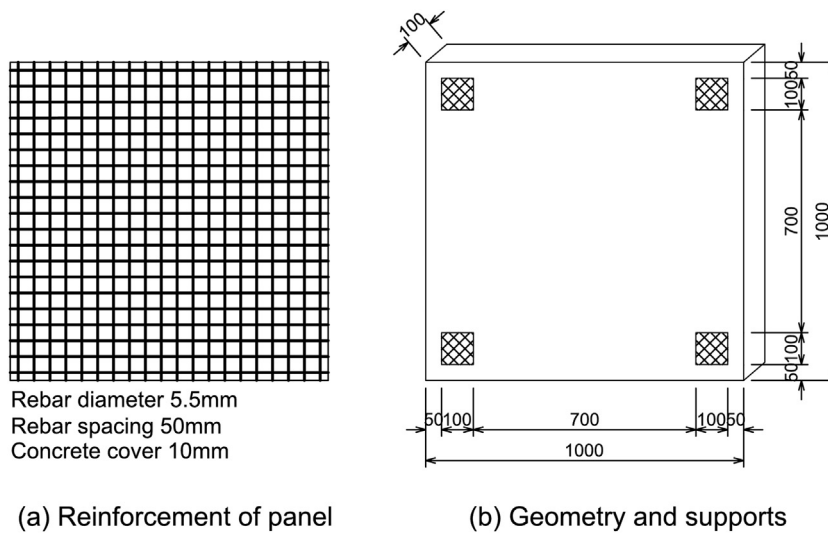 100
50
100
700
1000
50 100
Rebar diameter 5.5mm
Rebar spacing 50mm
Concrete cover 10mm
50 100 700 100 50
1000
(a) Reinforcement of panel
(b) Geometry and supports